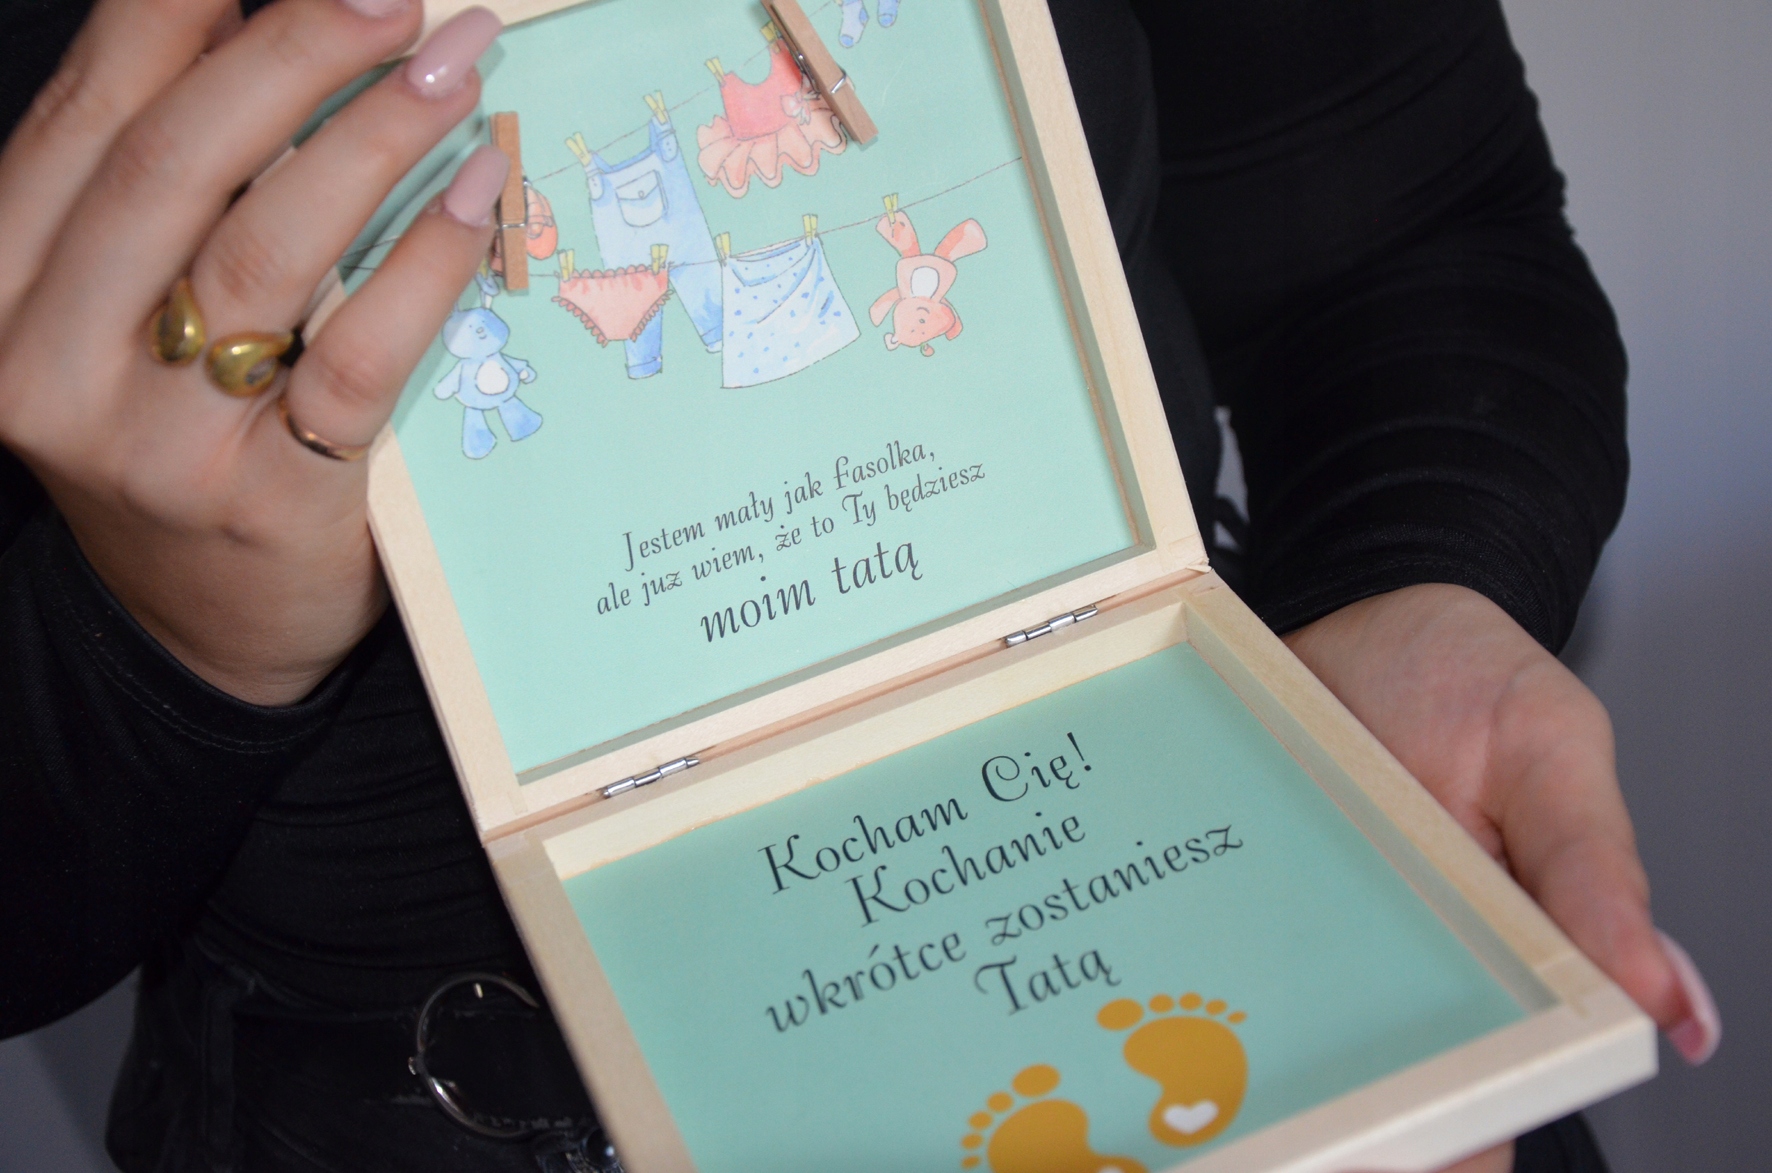 Jestem mały jak fasolka,
ale juz wiem, że to Ty będziesz
moim tatą
Kocham Cię!
Kochanie
wkrótce zostaniesz
Tatą